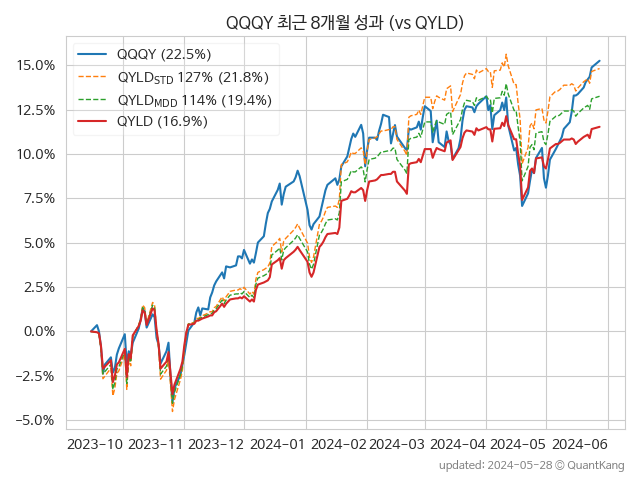 QQQY 최근 8개월 성과 (vs QYLD)
QQQY (22.5%)
QYLD_STD 127% (21.8%)
QYLD_MDD 114% (19.4%)
QYLD (16.9%)
15.0%
12.5%
10.0%
7.5%
5.0%
2.5%
0.0%
−2.5%
−5.0%
2023-10 2023-11 2023-12 2024-01 2024-02 2024-03 2024-04 2024-05 2024-06
updated: 2024-05-28 © QuantKang